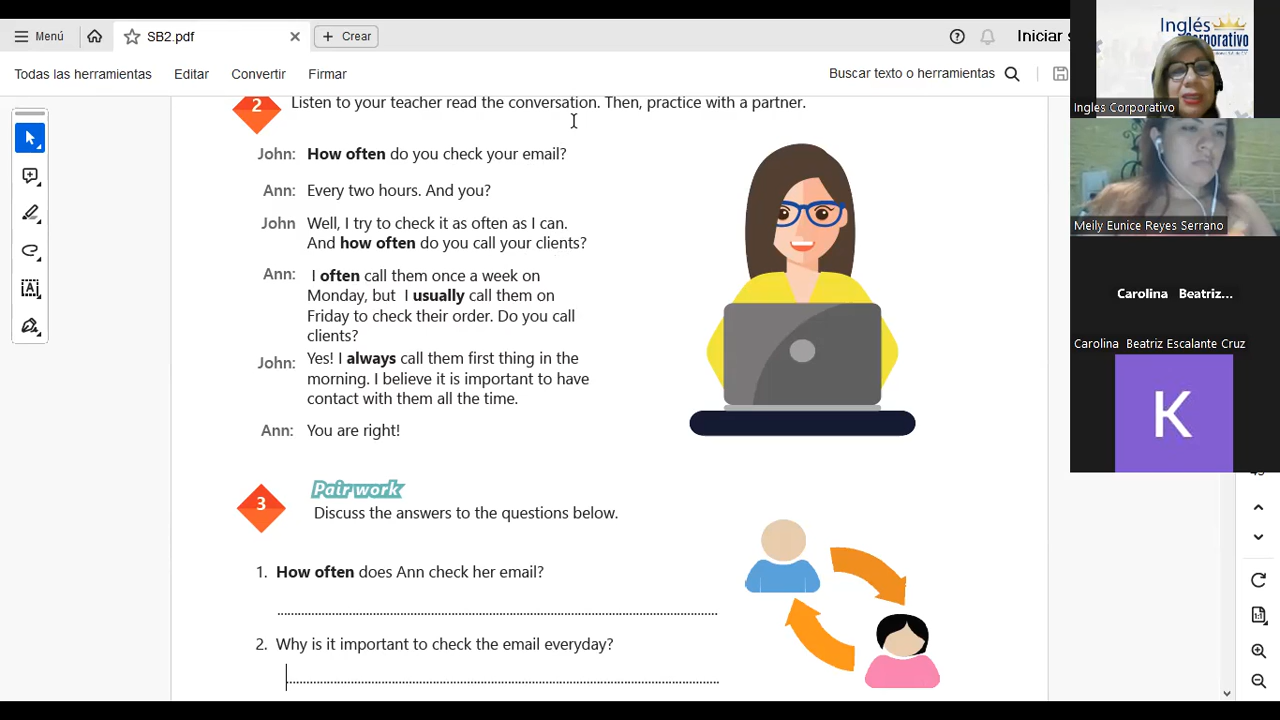 Menú
SB2.pdf
Crear
Iniciar s
Todas las herramientas
Editar
Convertir
Firmar
Buscar texto o herramientas
2
Listen to your teacher read the conversation. Then, practice with a partner.
John: How often do you check your email?
Ann: Every two hours. And you?
John Well, I try to check it as often as I can.
And how often do you call your clients?
Ann: I often call them once a week on
Monday, but I usually call them on
Friday to check their order. Do you call
clients?
John: Yes! I always call them first thing in the
morning. I believe it is important to have
contact with them all the time.
Ann: You are right!
3
Pair work
Discuss the answers to the questions below.
1. How often does Ann check her email?
2. Why is it important to check the email everyday?
Inglés
Corporativo
Ingles Corporativo
Meily Eunice Reyes Serrano
Carolina Beatriz...
Carolina Beatriz Escalante Cruz
K